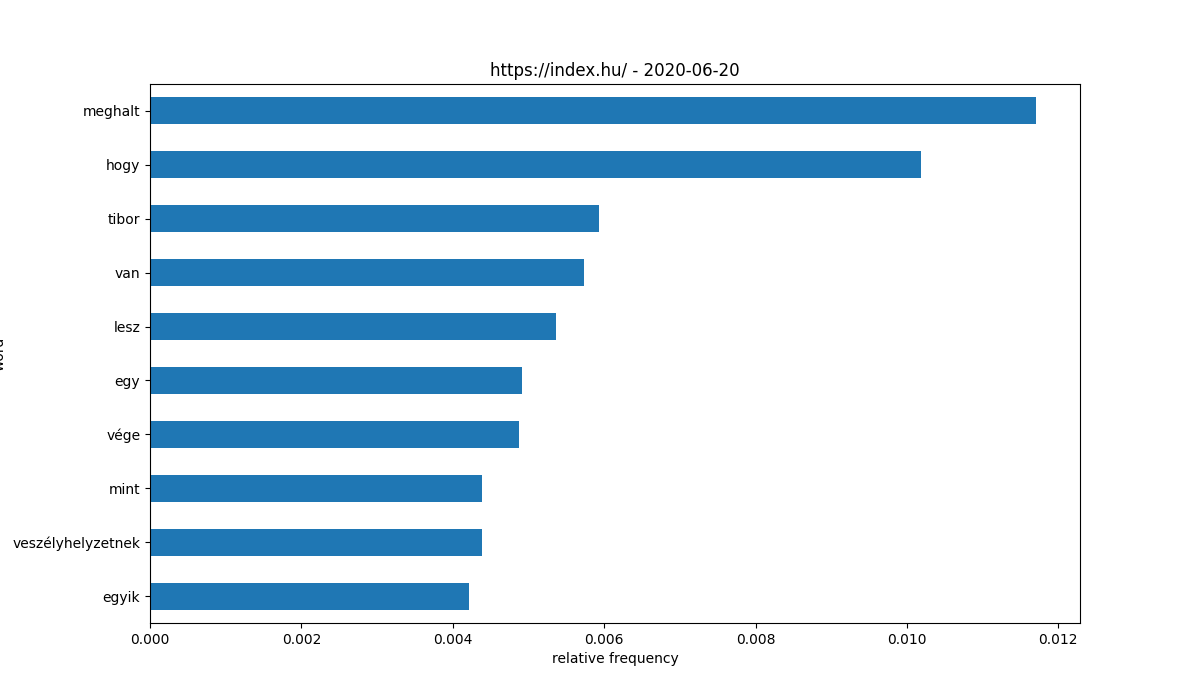 https://index.hu/ - 2020-06-20
meghalt
hogy
tibor
van
lesz
egy
vége
mint
veszélyhelyzetnek
egyik
0.000 0.002 0.004 0.006 0.008 0.010 0.012
relative frequency